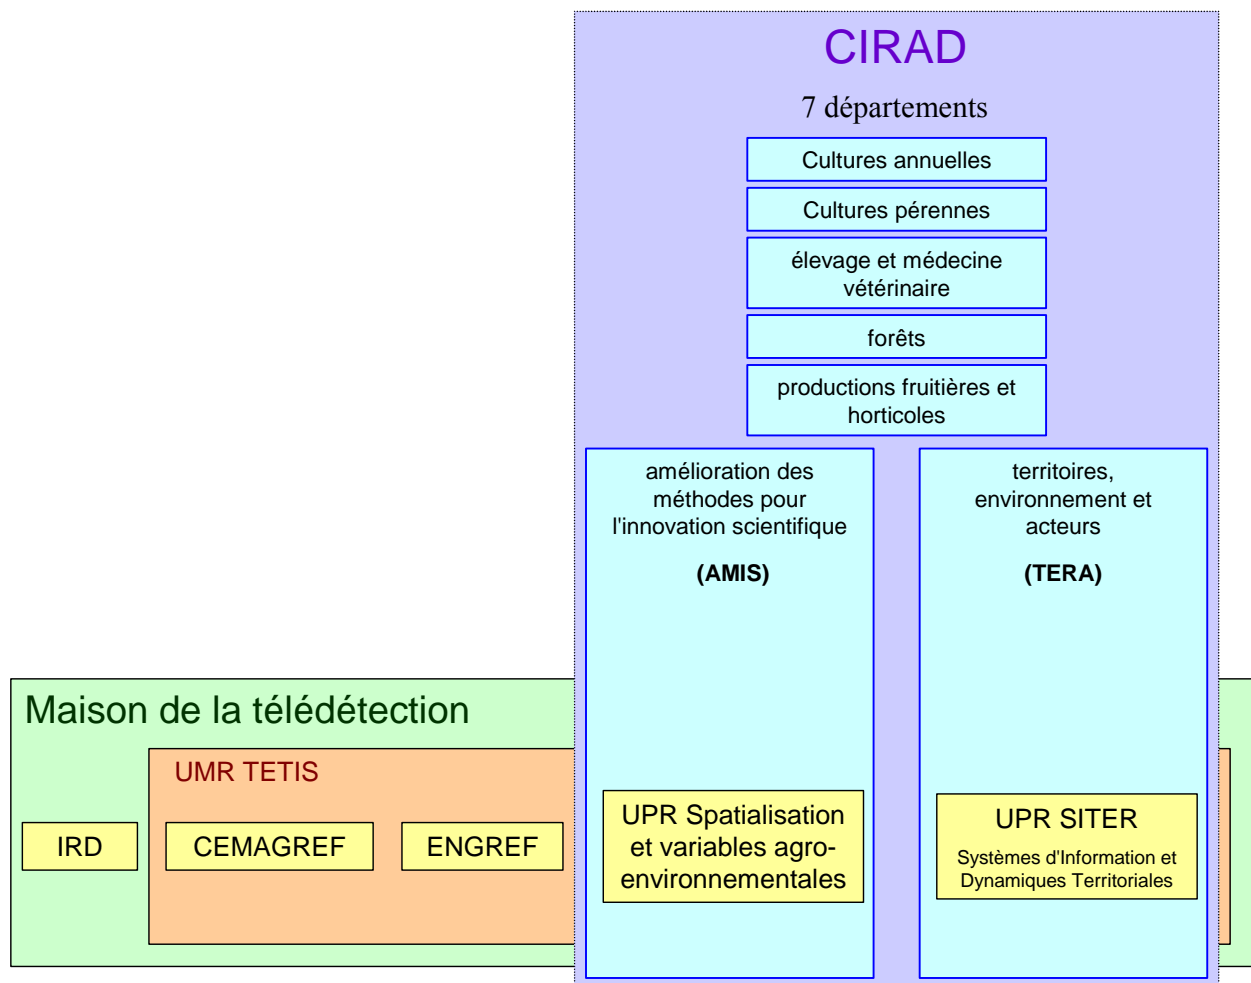 CIRAD
7 départements
Cultures annuelles
Cultures pérennes
élevage et médecine
vétérinaire
forêts
productions fruitières et
horticoles
amélioration des
méthodes pour
l'innovation scientifique
(AMIS)
territoires,
environnement et
acteurs
(TERA)
Maison de la télédétection
UMR TETIS
IRD
CEMAGREF
ENGREF
UPR Spatialisation
et variables agro-
environnementales
UPR SITER
Systèmes d'Information et
Dynamiques Territoriales